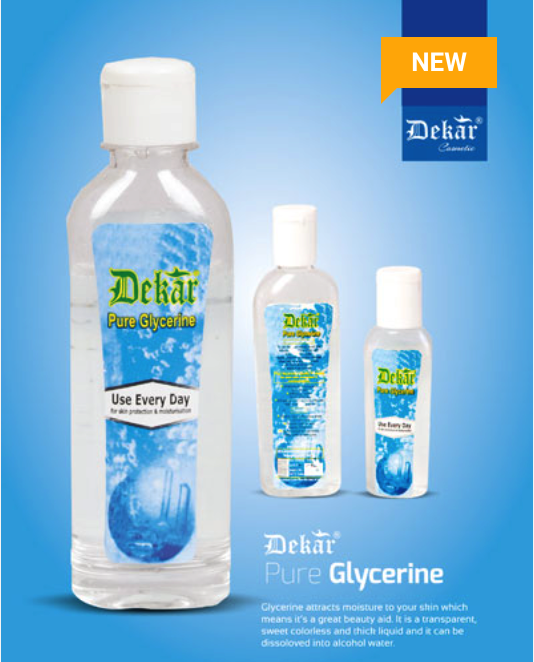 NEW
Dekar®
Cosmetic
Dekar
Pure Glycerine
Use Every Day
for skin protection & moisturisation
Dekar
Pure Glycerine
Dekar
Pure Glycerine
Use Every Day
Dekar®
Pure Glycerine
Glycerine attracts moisture to your skin which
means it's a great beauty aid. It is a transparent,
sweet colorless and thick liquid and it can be
dissoloved into alcohol water.